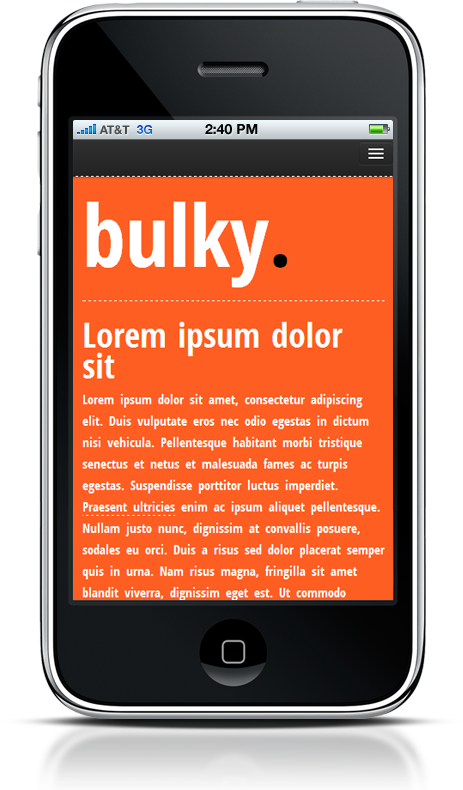 AT&T 3G 2:40 PM
bulky.
Lorem ipsum dolor
sit
Lorem ipsum dolor sit amet, consectetur adipiscing
elit. Duis vulputate eros nec odio egestas in dictum
nisi vehicula. Pellentesque habitant morbi tristique
senectus et netus et malesuada fames ac turpis
egestas. Suspendisse porttitor luctus imperdiet.
Praesent ultricies enim ac ipsum aliquet pellentesque.
Nullam justo nunc, dignissim at convallis posuere,
sodales eu orci. Duis a risus sed dolor placerat semper
quis in urna. Nam risus magna, fringilla sit amet
blandit viverra, dignissim eget est. Ut commodo